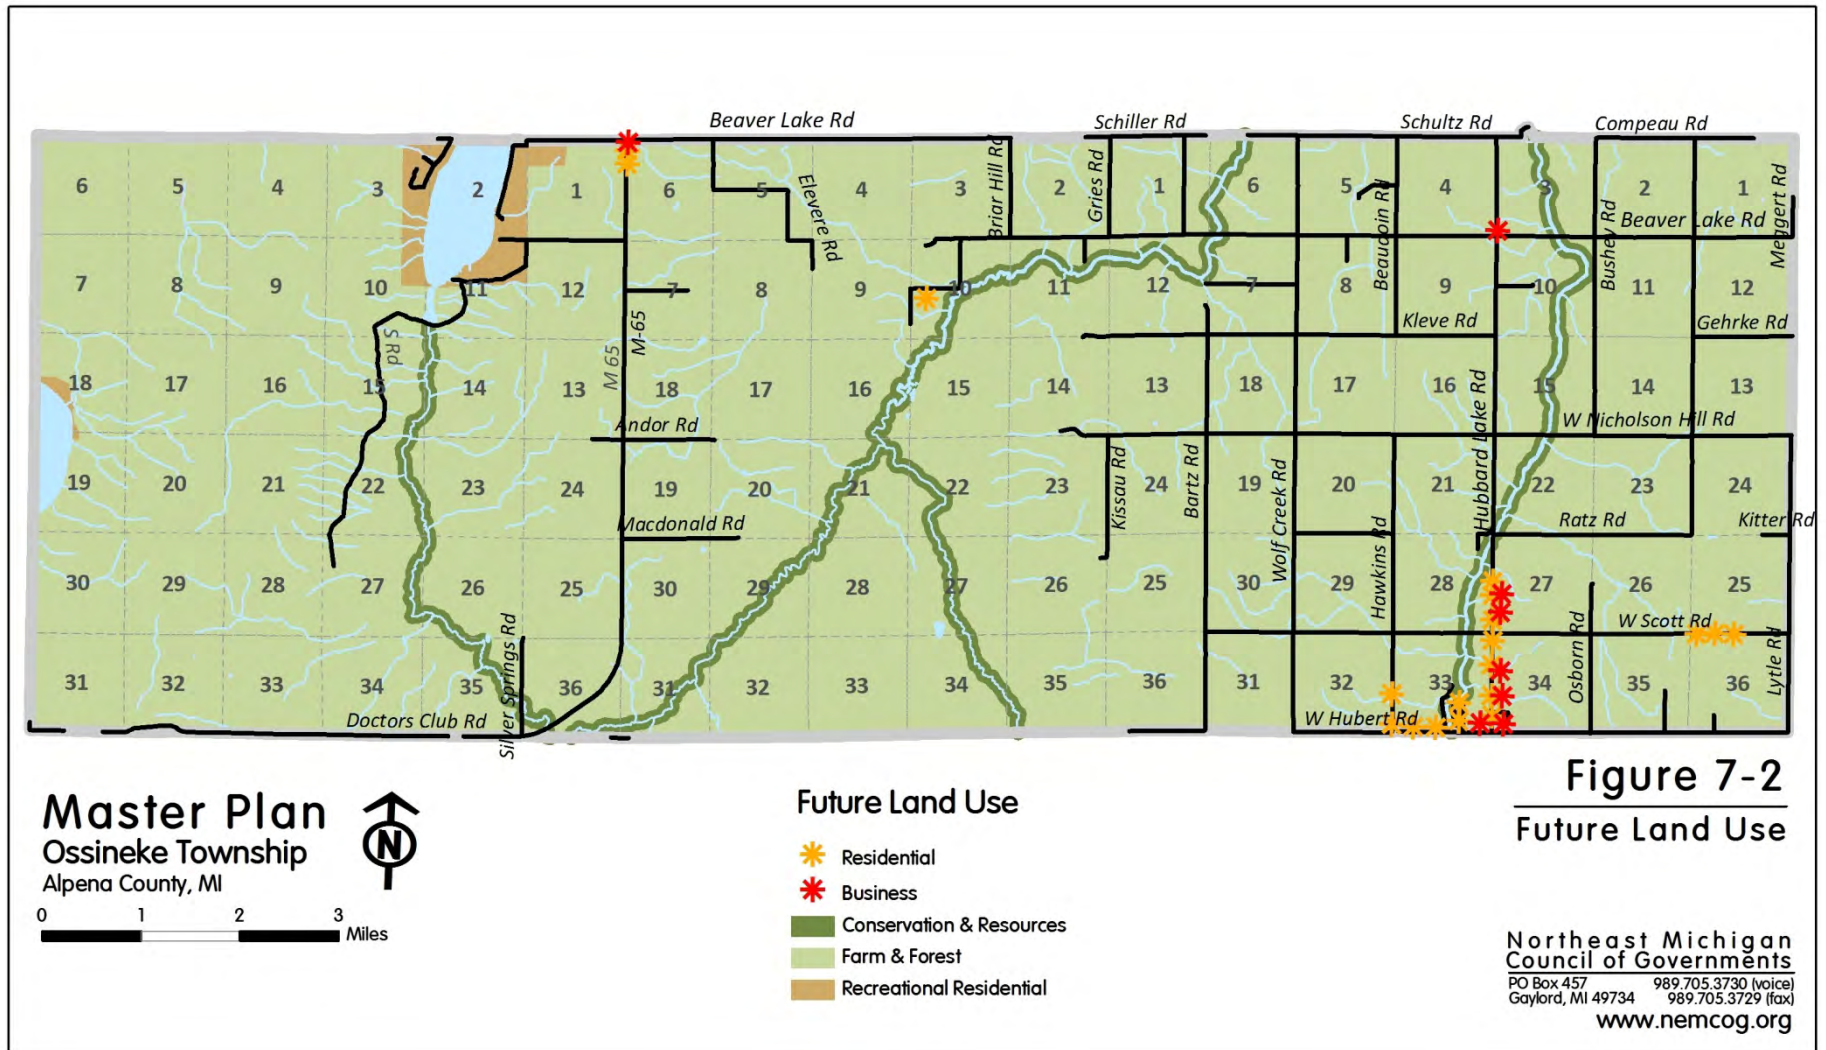 Beaver Lake Rd
Schiller Rd
Schultz Rd
Compeau Rd
6 5 4 3 2 1 6 5 4 3 2 1 6 5 4 3 2 1
Elevere Rd
Briar Hill Rd
Gries Rd
Beaudoin Rd
Bushey Rd
Beaver Lake Rd
Meggert Rd
7 8 9 10 11 12 7 8 9 10 11 12 7 8 9 10 11 12
S Rd
M 65
M-65
Kleve Rd
Gehrke Rd
18 17 16 15 14 13 18 17 16 15 14 13 18 17 16 15 14 13
Andor Rd
Hubbard Lake Rd
W Nicholson Hill Rd
19 20 21 22 23 24 19 20 21 22 23 24 19 20 21 22 23 24
Kissau Rd
Bartz Rd
Wolf Creek Rd
Hawkins Rd
Macdonald Rd
Ratz Rd
Kitter Rd
30 29 28 27 26 25 30 29 28 27 26 25 30 29 28 27 26 25
Silver Springs Rd
Osborn Rd
W Scott Rd
Lytle Rd
31 32 33 34 35 36 31 32 33 34 35 36 31 32 33 34 35 36
Doctors Club Rd
W Hubert Rd
Master Plan
Ossineke Township
Alpena County, MI
N
0 1 2 3
Miles
Future Land Use
Residential
Business
Conservation & Resources
Farm & Forest
Recreational Residential
Figure 7-2
Future Land Use
Northeast Michigan
Council of Governments
PO Box 457 989.705.3730 (voice)
Gaylord, MI 49734 989.705.3729 (fax)
www.nemcog.org